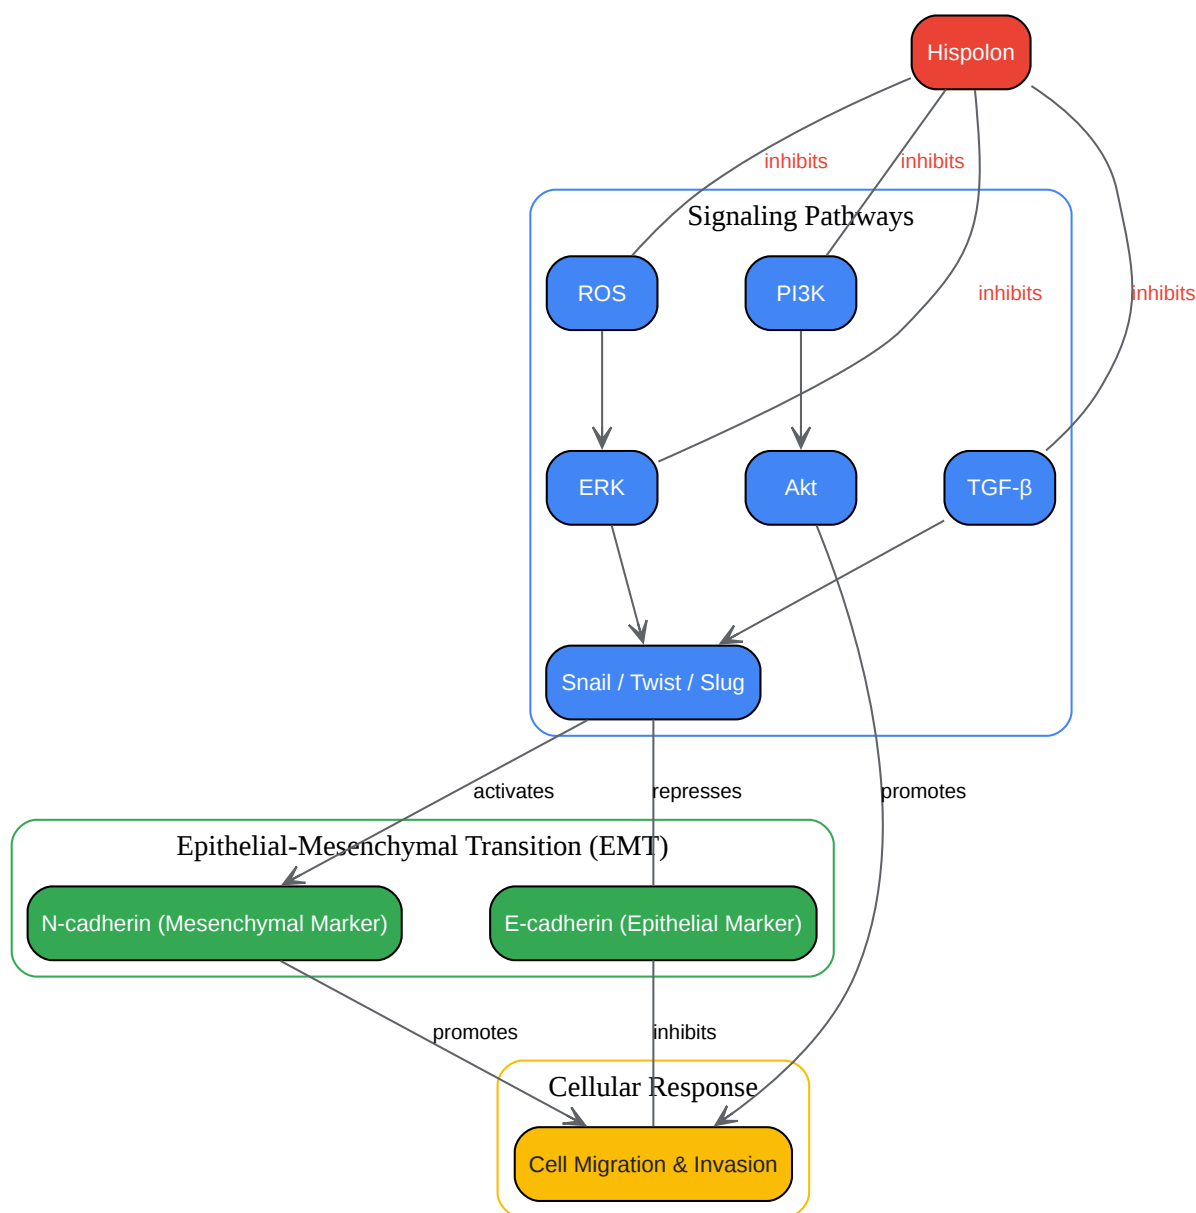 Hispolon
inhibits
inhibits
Signaling Pathways
ROS
PI3K
inhibits
inhibits
ERK
Akt
TGF-β
Snail / Twist / Slug
activates
represses
promotes
Epithelial-Mesenchymal Transition (EMT)
N-cadherin (Mesenchymal Marker)
E-cadherin (Epithelial Marker)
promotes
inhibits
Cellular Response
Cell Migration & Invasion